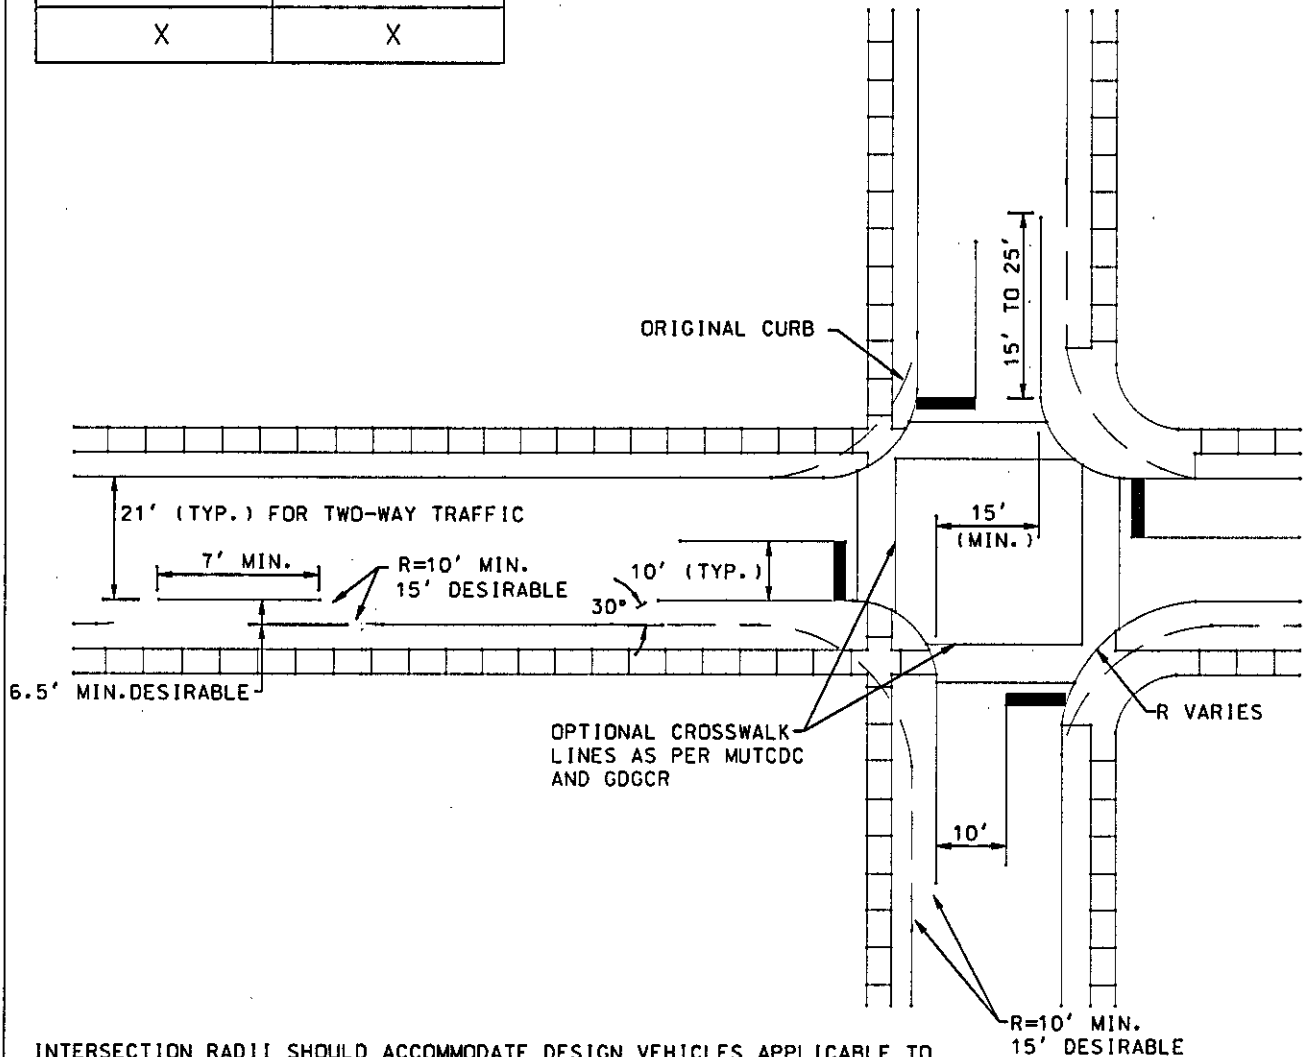 X X
15' TO 25'
ORIGINAL CURB
21' (TYP.) FOR TWO-WAY TRAFFIC
15'
(MIN.)
7' MIN.
R=10' MIN.
15' DESIRABLE
10' (TYP.)
30°
6.5' MIN.DESIRABLE
OPTIONAL CROSSWALK
LINES AS PER MUTCDC
AND GDGCR
R VARIES
10'
R=10' MIN.
15' DESIRABLE
INTERSECTION RADII SHOULD ACCOMMODATE DESIGN VEHICLES APPLICABLE TO